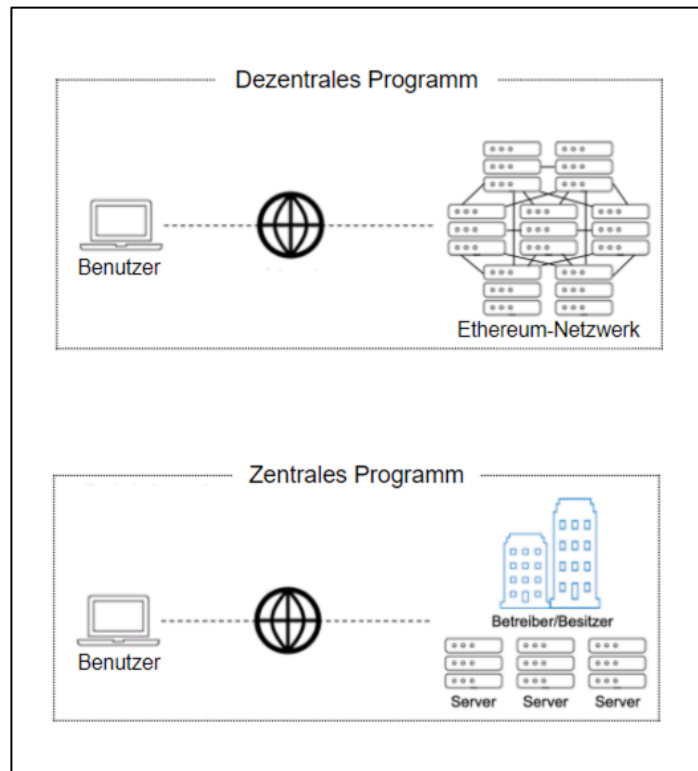 Dezentrales Programm
Benutzer
Ethereum-Netzwerk
Zentrales Programm
Betreiber/Besitzer
Benutzer
Server Server Server